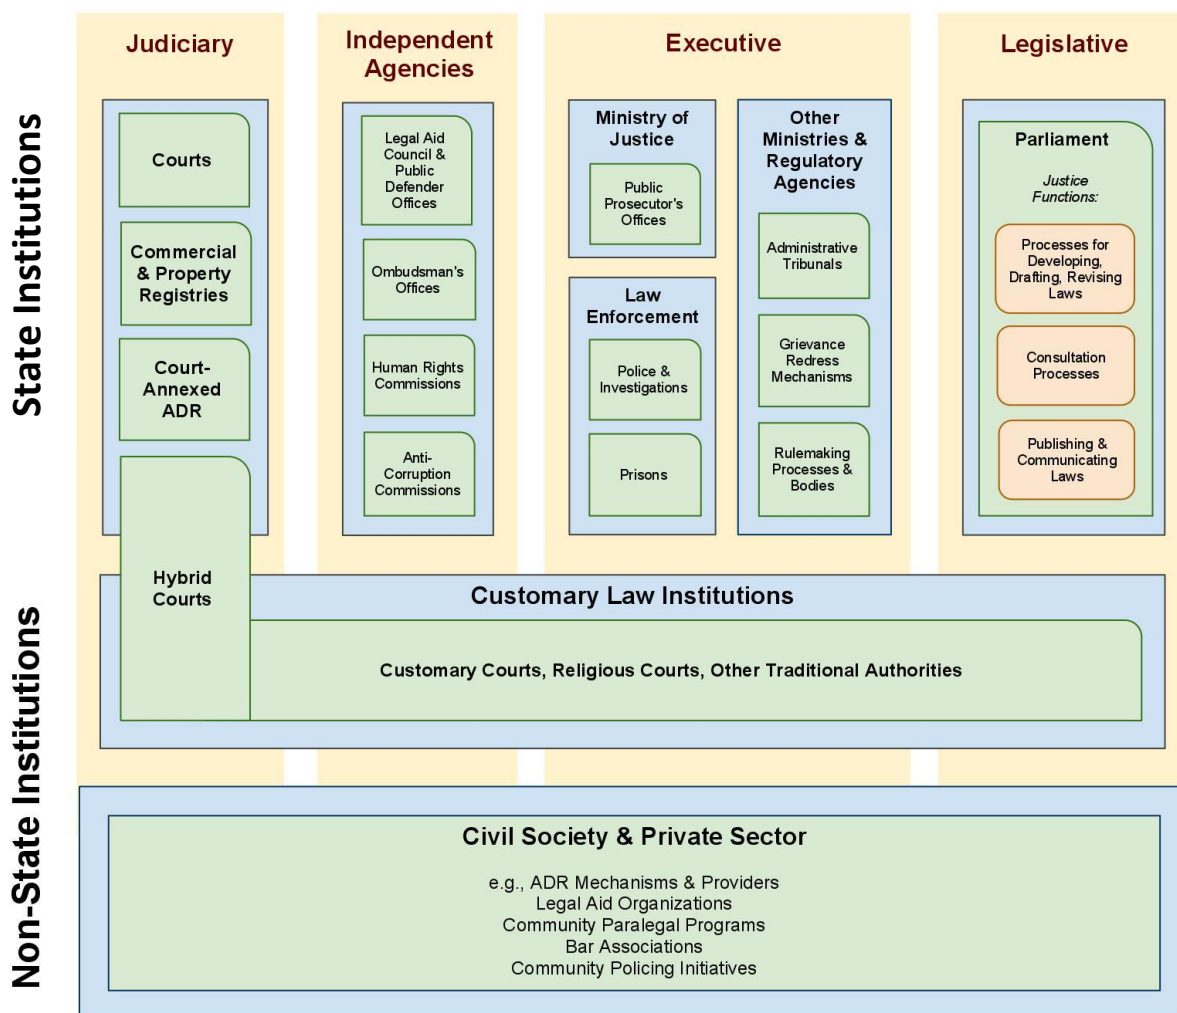 State Institutions
Non-State Institutions
Judiciary
Courts
Commercial
& Property
Registries
Court-
Annexed
ADR
Hybrid
Courts
Independent
Agencies
Legal Aid
Council &
Public
Defender
Offices
Ombudsman's
Offices
Human Rights
Commissions
Anti-
Corruption
Commissions
Executive
Ministry of
Justice
Public
Prosecutor's
Offices
Law
Enforcement
Police &
Investigations
Prisons
Other
Ministries &
Regulatory
Agencies
Administrative
Tribunals
Grievance
Redress
Mechanisms
Rulemaking
Processes &
Bodies
Legislative
Parliament
Justice
Functions:
Processes for
Developing,
Drafting, Revising
Laws
Consultation
Processes
Publishing &
Communicating
Laws
Customary Law Institutions
Customary Courts, Religious Courts, Other Traditional Authorities
Civil Society & Private Sector
e.g., ADR Mechanisms & Providers
Legal Aid Organizations
Community Paralegal Programs
Bar Associations
Community Policing Initiatives